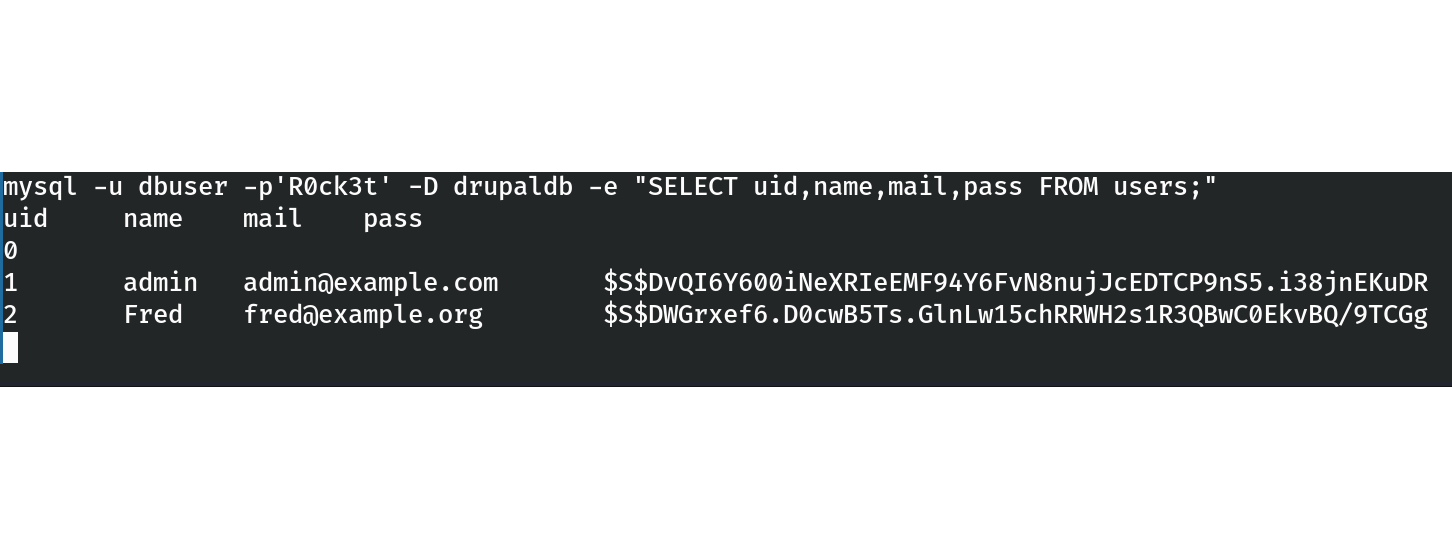 mysql -u dbuser -p'R0ck3t' -D drupaldb -e "SELECT uid,name,mail,pass FROM users;"
uid name mail pass
0
1 admin admin@example.com $S$DvQI6Y600iNeXRIeEMF94Y6FvN8nujJcEDTCP9nS5.i38jnEKuDR
2 Fred fred@example.org $S$DWGrxef6.D0cwB5Ts.GlnLw15chRRWH2s1R3QBwC0EkvBQ/9TCGg